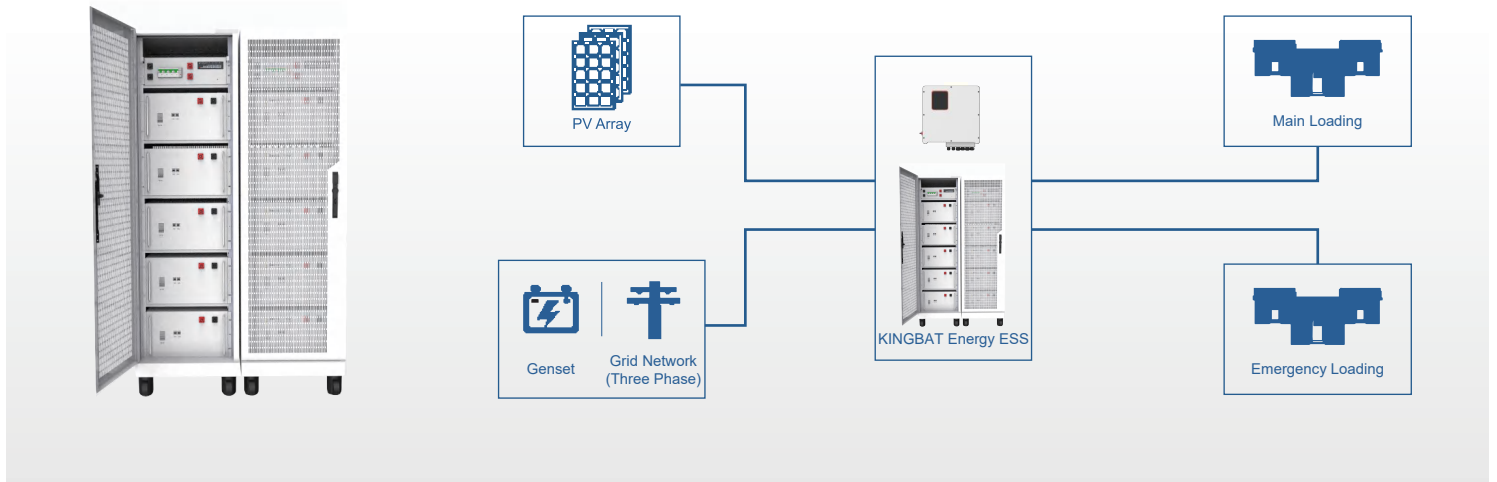 PV Array
Main Loading
KINGBAT Energy ESS
Genset
Grid Network
(Three Phase)
Emergency Loading